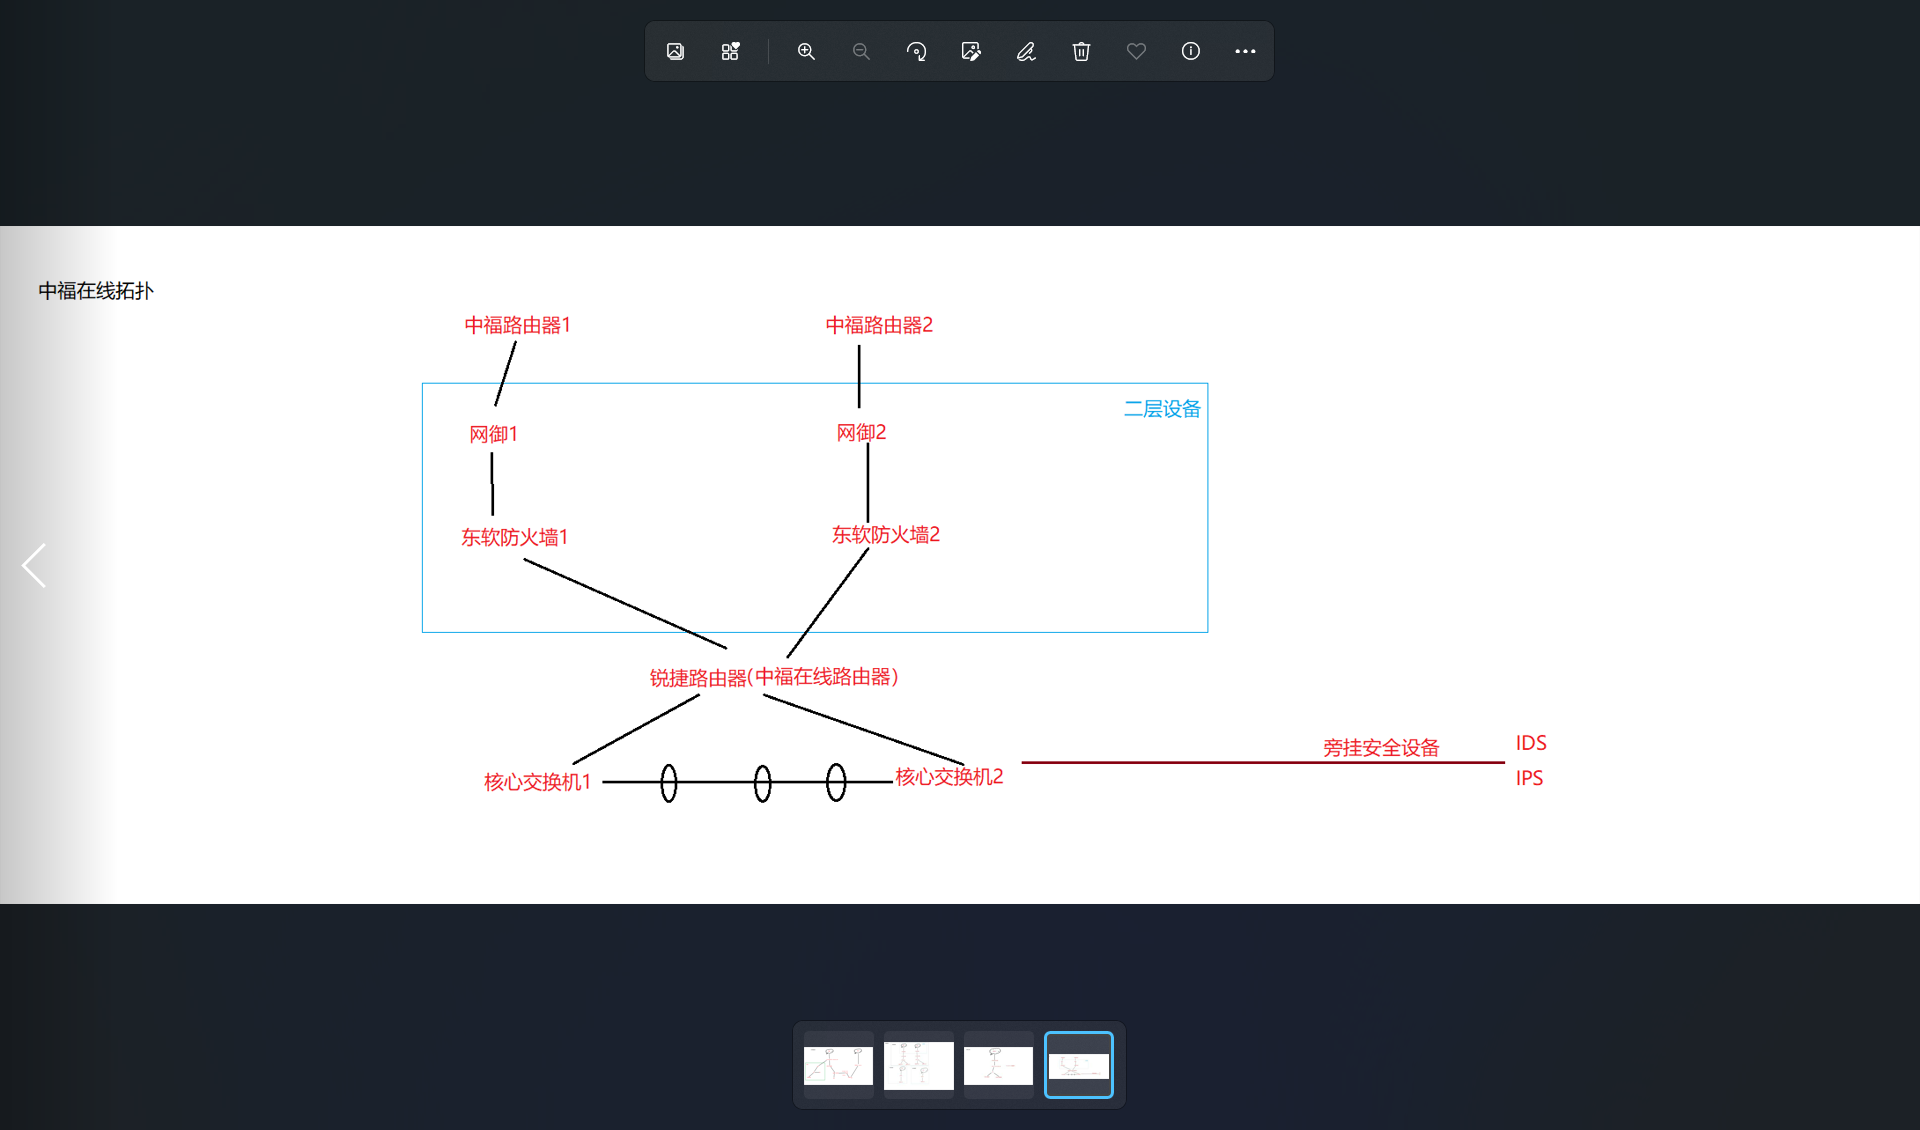 中福在线拓扑
中福路由器1
中福路由器2
二层设备
网御1
网御2
东软防火墙1
东软防火墙2
锐捷路由器(中福在线路由器)
旁挂安全设备
IDS
核心交换机1
核心交换机2
IPS